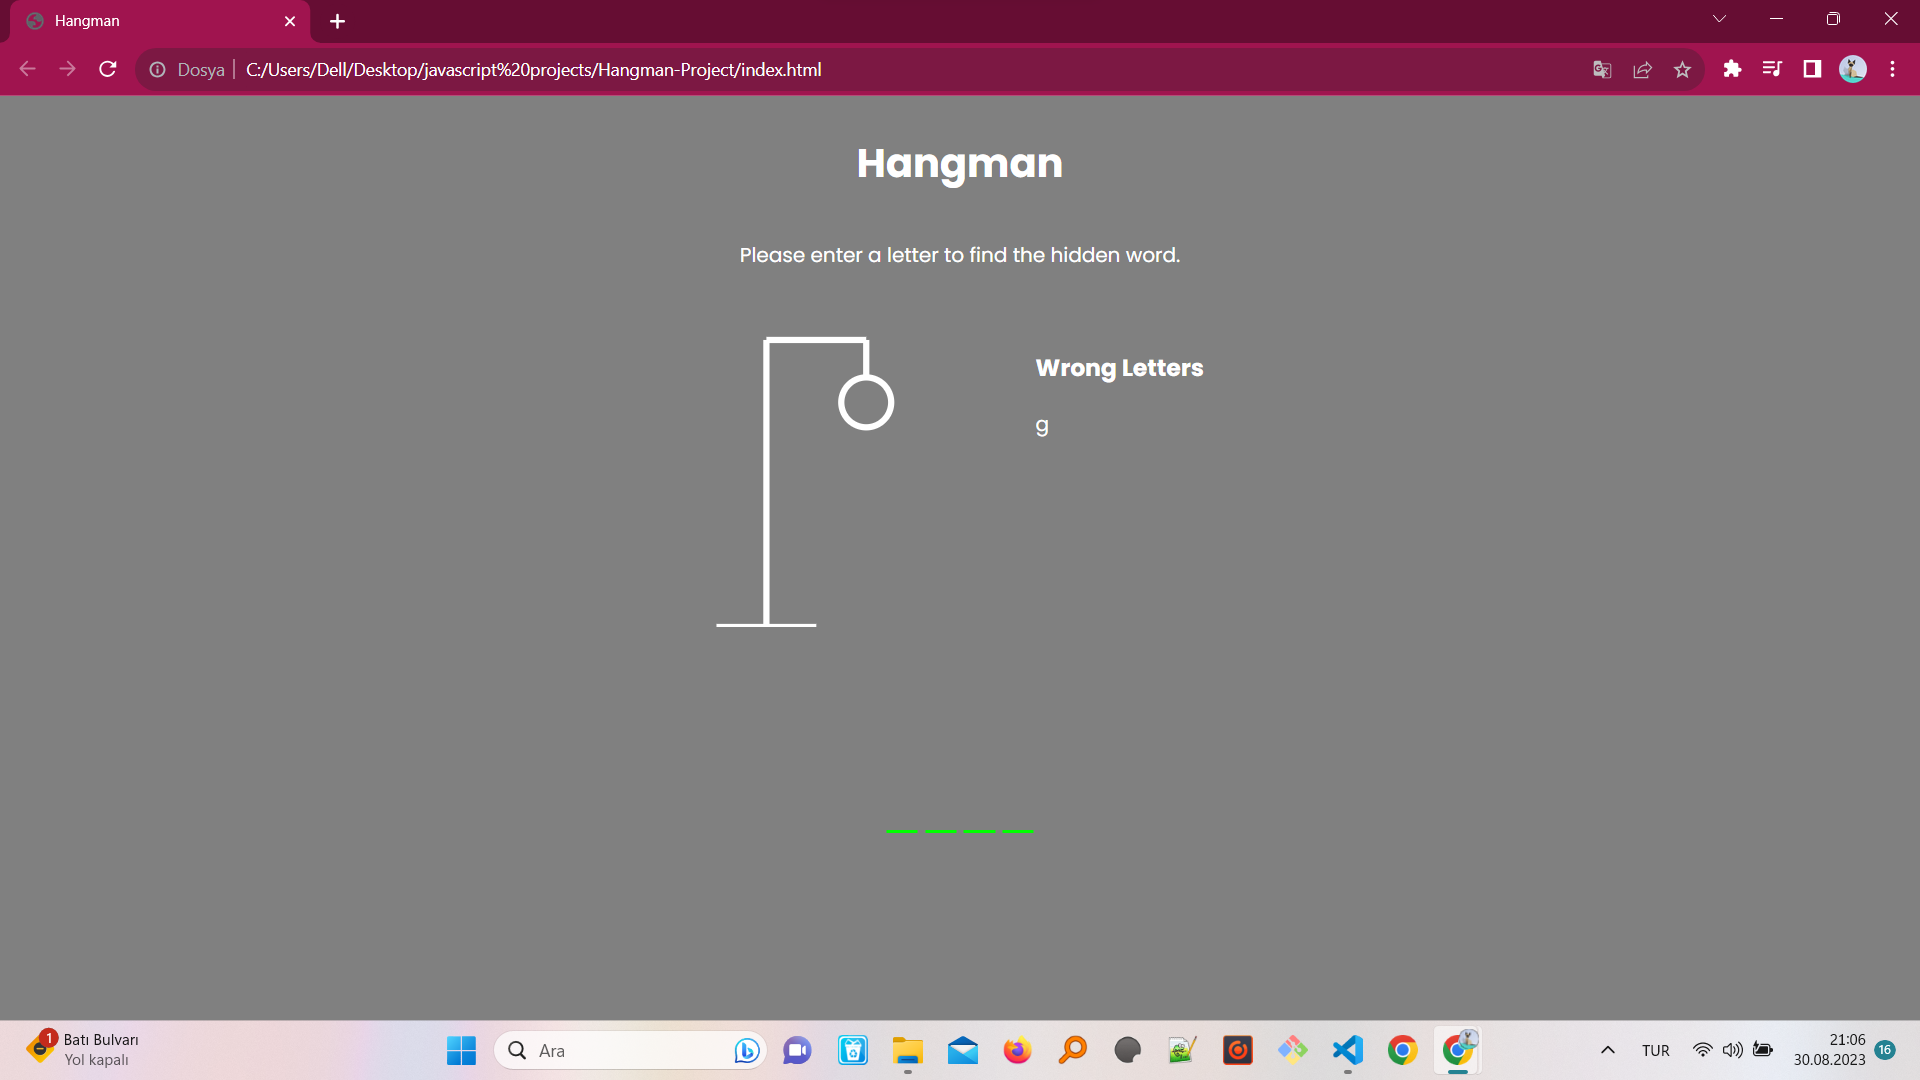 Hangman
Dosya
C:/Users/Dell/Desktop/javascript%20projects/Hangman-Project/index.html
Hangman
Please enter a letter to find the hidden word.
Wrong Letters
g
1
Batı Bulvarı
Yol kapalı
Ara
TUR
21:06
30.08.2023
16